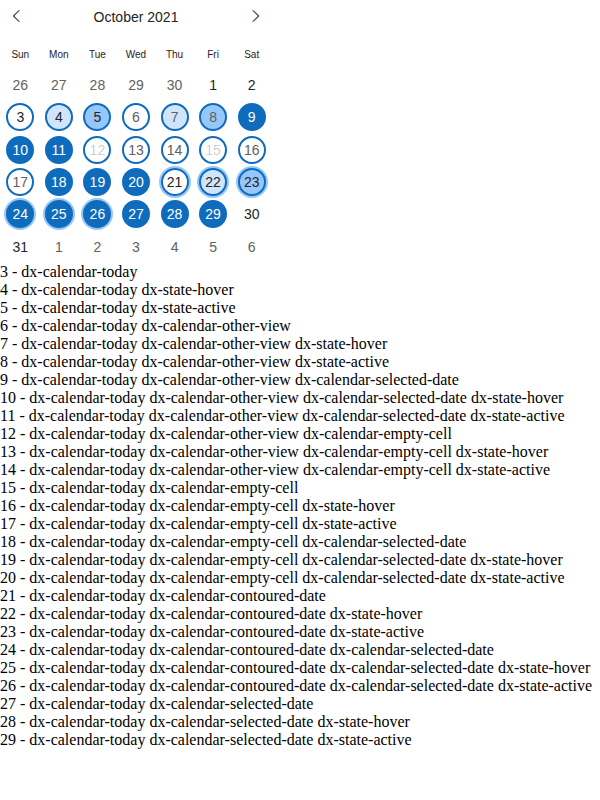 October 2021
Sun Mon Tue Wed Thu Fri Sat
26 27 28 29 30 1 2
3 4 5 6 7 8 9
10 11 12 13 14 15 16
17 18 19 20 21 22 23
24 25 26 27 28 29 30
31 1 2 3 4 5 6
3 - dx-calendar-today
4 - dx-calendar-today dx-state-hover
5 - dx-calendar-today dx-state-active
6 - dx-calendar-today dx-calendar-other-view
7 - dx-calendar-today dx-calendar-other-view dx-state-hover
8 - dx-calendar-today dx-calendar-other-view dx-state-active
9 - dx-calendar-today dx-calendar-other-view dx-calendar-selected-date
10 - dx-calendar-today dx-calendar-other-view dx-calendar-selected-date dx-state-hover
11 - dx-calendar-today dx-calendar-other-view dx-calendar-selected-date dx-state-active
12 - dx-calendar-today dx-calendar-other-view dx-calendar-empty-cell
13 - dx-calendar-today dx-calendar-other-view dx-calendar-empty-cell dx-state-hover
14 - dx-calendar-today dx-calendar-other-view dx-calendar-empty-cell dx-state-active
15 - dx-calendar-today dx-calendar-empty-cell
16 - dx-calendar-today dx-calendar-empty-cell dx-state-hover
17 - dx-calendar-today dx-calendar-empty-cell dx-state-active
18 - dx-calendar-today dx-calendar-empty-cell dx-calendar-selected-date
19 - dx-calendar-today dx-calendar-empty-cell dx-calendar-selected-date dx-state-hover
20 - dx-calendar-today dx-calendar-empty-cell dx-calendar-selected-date dx-state-active
21 - dx-calendar-today dx-calendar-contoured-date
22 - dx-calendar-today dx-calendar-contoured-date dx-state-hover
23 - dx-calendar-today dx-calendar-contoured-date dx-state-active
24 - dx-calendar-today dx-calendar-contoured-date dx-calendar-selected-date
25 - dx-calendar-today dx-calendar-contoured-date dx-calendar-selected-date dx-state-hover
26 - dx-calendar-today dx-calendar-contoured-date dx-calendar-selected-date dx-state-active
27 - dx-calendar-today dx-calendar-selected-date
28 - dx-calendar-today dx-calendar-selected-date dx-state-hover
29 - dx-calendar-today dx-calendar-selected-date dx-state-active